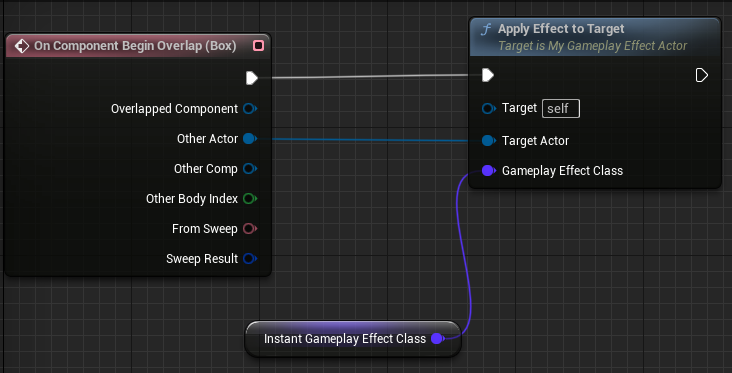 On Component Begin Overlap (Box)
Overlapped Component
Other Actor
Other Comp
Other Body Index
From Sweep
Sweep Result
Apply Effect to Target
Target is My Gameplay Effect Actor
Target self
Target Actor
Gameplay Effect Class
Instant Gameplay Effect Class